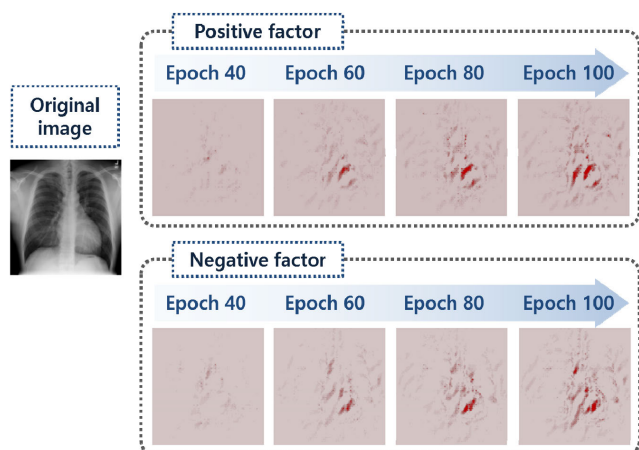 Positive factor
Epoch 40 Epoch 60 Epoch 80 Epoch 100
Original
image
Negative factor
Epoch 40 Epoch 60 Epoch 80 Epoch 100